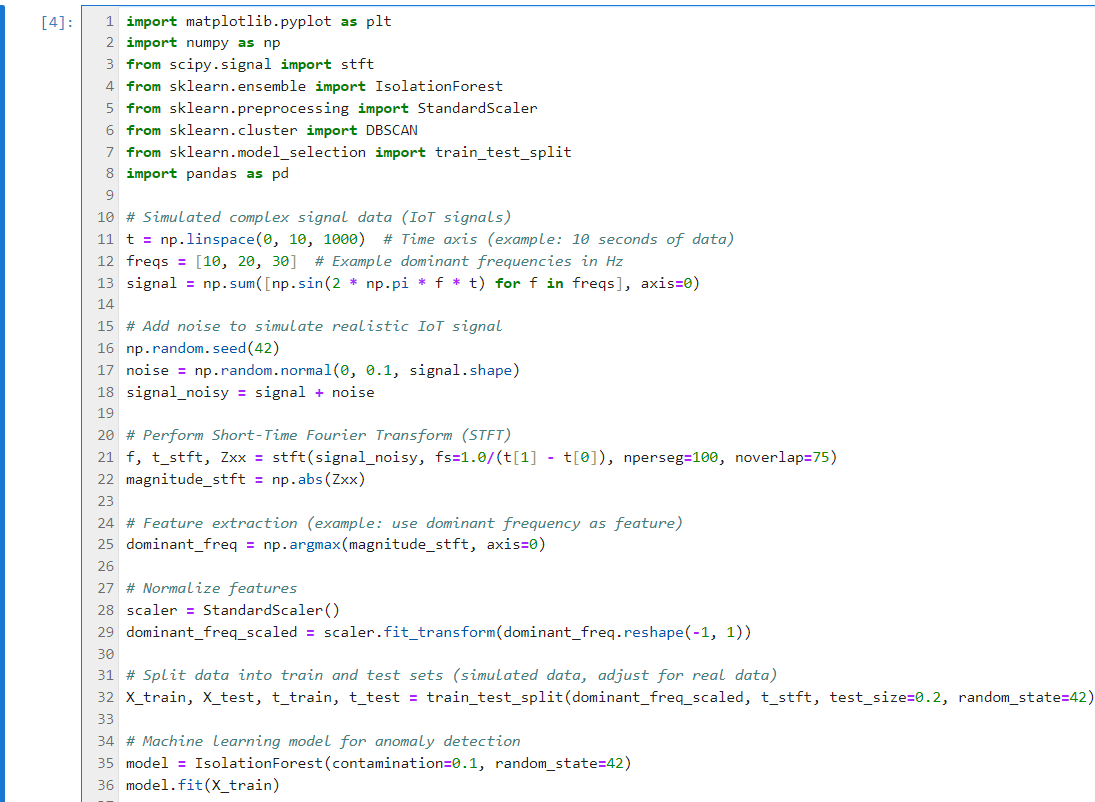 [4]:
1 import matplotlib.pyplot as plt
2 import numpy as np
3 from scipy.signal import stft
4 from sklearn.ensemble import IsolationForest
5 from sklearn.preprocessing import StandardScaler
6 from sklearn.cluster import DBSCAN
7 from sklearn.model_selection import train_test_split
8 import pandas as pd
9
10 # Simulated complex signal data (IoT signals)
11 t = np.linspace(0, 10, 1000)  # Time axis (example: 10 seconds of data)
12 freqs = [10, 20, 30]  # Example dominant frequencies in Hz
13 signal = np.sum([np.sin(2 * np.pi * f * t) for f in freqs], axis=0)
14
15 # Add noise to simulate realistic IoT signal
16 np.random.seed(42)
17 noise = np.random.normal(0, 0.1, signal.shape)
18 signal_noisy = signal + noise
19
20 # Perform Short-Time Fourier Transform (STFT)
21 f, t_stft, Zxx = stft(signal_noisy, fs=1.0/(t[1] - t[0]), nperseg=100, noverlap=75)
22 magnitude_stft = np.abs(Zxx)
23
24 # Feature extraction (example: use dominant frequency as feature)
25 dominant_freq = np.argmax(magnitude_stft, axis=0)
26
27 # Normalize features
28 scaler = StandardScaler()
29 dominant_freq_scaled = scaler.fit_transform(dominant_freq.reshape(-1, 1))
30
31 # Split data into train and test sets (simulated data, adjust for real data)
32 X_train, X_test, t_train, t_test = train_test_split(dominant_freq_scaled, t_stft, test_size=0.2, random_state=42)
33
34 # Machine learning model for anomaly detection
35 model = IsolationForest(contamination=0.1, random_state=42)
36 model.fit(X_train)